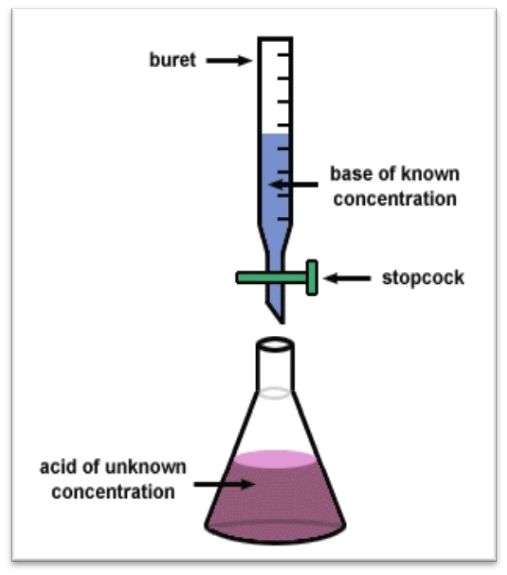 buret
base of known
concentration
stopcock
acid of unknown
concentration